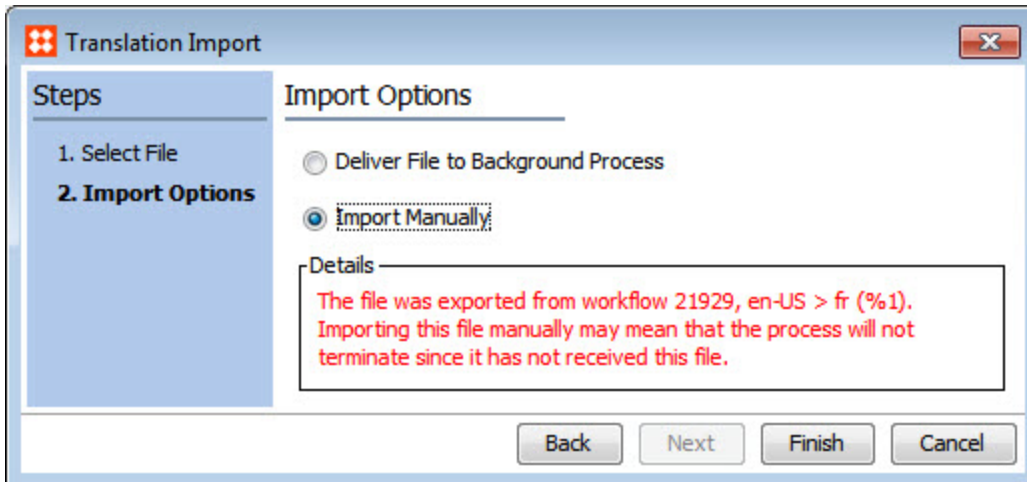 Translation Import
Steps
1. Select File
2. Import Options
Import Options
Deliver File to Background Process
Import Manually
Details
The file was exported from workflow 21929, en-US > fr (%1).
Importing this file manually may mean that the process will not
terminate since it has not received this file.
Back
Next
Finish
Cancel